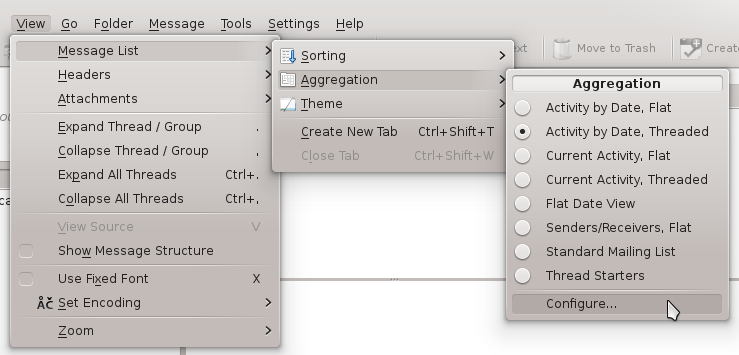 View Go Folder Message Tools Settings Help
Message List
Headers
Attachments
Expand Thread / Group .
Collapse Thread / Group ,
Expand All Threads Ctrl+.
Collapse All Threads Ctrl+,
View Source V
Show Message Structure
Use Fixed Font X
Set Encoding
Zoom
Sorting
Aggregation
Theme
Create New Tab Ctrl+Shift+T
Close Tab Ctrl+Shift+W
Move to Trash
Aggregation
Activity by Date, Flat
Activity by Date, Threaded
Current Activity, Flat
Current Activity, Threaded
Flat Date View
Senders/Receivers, Flat
Standard Mailing List
Thread Starters
Configure...